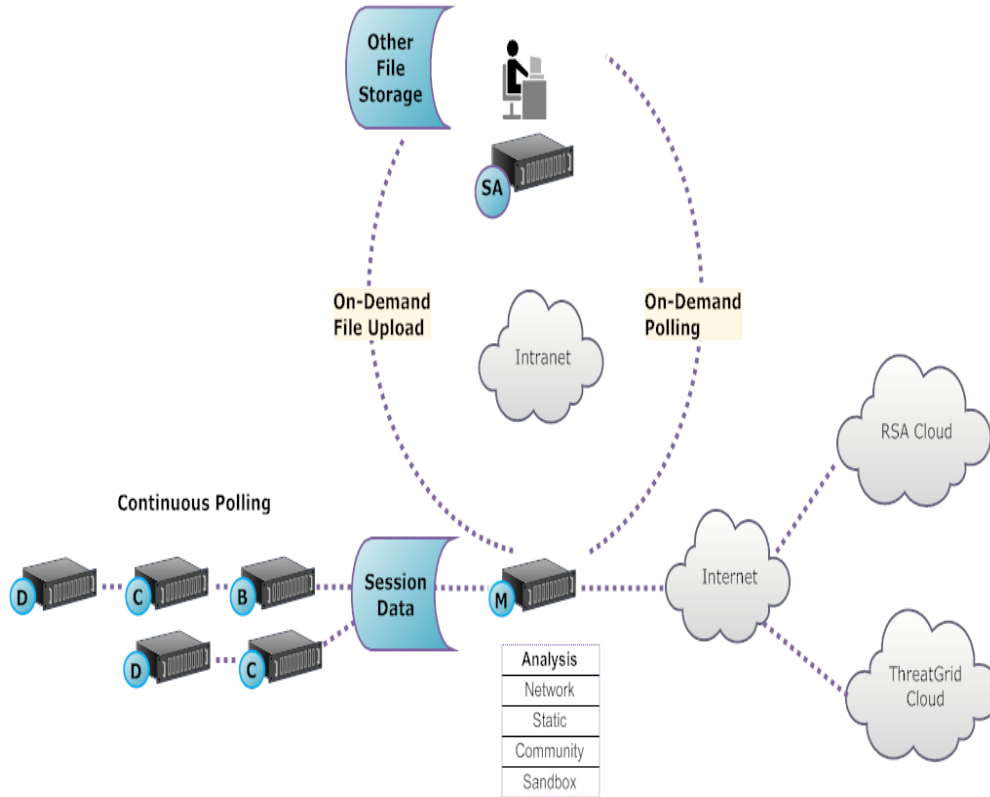 Other
File
Storage
SA
On-Demand
File Upload
On-Demand
Polling
Intranet
RSA Cloud
Continuous Polling
D
C
B
Session
Data
M
Internet
D
C
Analysis
Network
Static
Community
Sandbox
ThreatGrid
Cloud